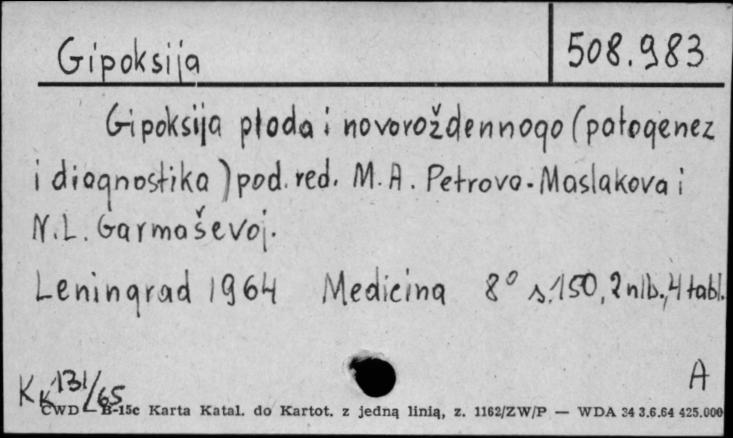 Gipoksija 508.983
Gipoksija płoda i novoroždennogo (patogenez
i diagnostika) pod. red. M.A. Petrova-Maslakova i
N.L. Garmaševoj.
Leningrad 1964 Medicina 8° s. 150, 2 nlb., 4 tabl.
A
Kk 131/65
CWD B-15c Karta Katal. do Kartot. z jedną linią, z. 1162/ZW/P — WDA 34 3.6.64 425.000